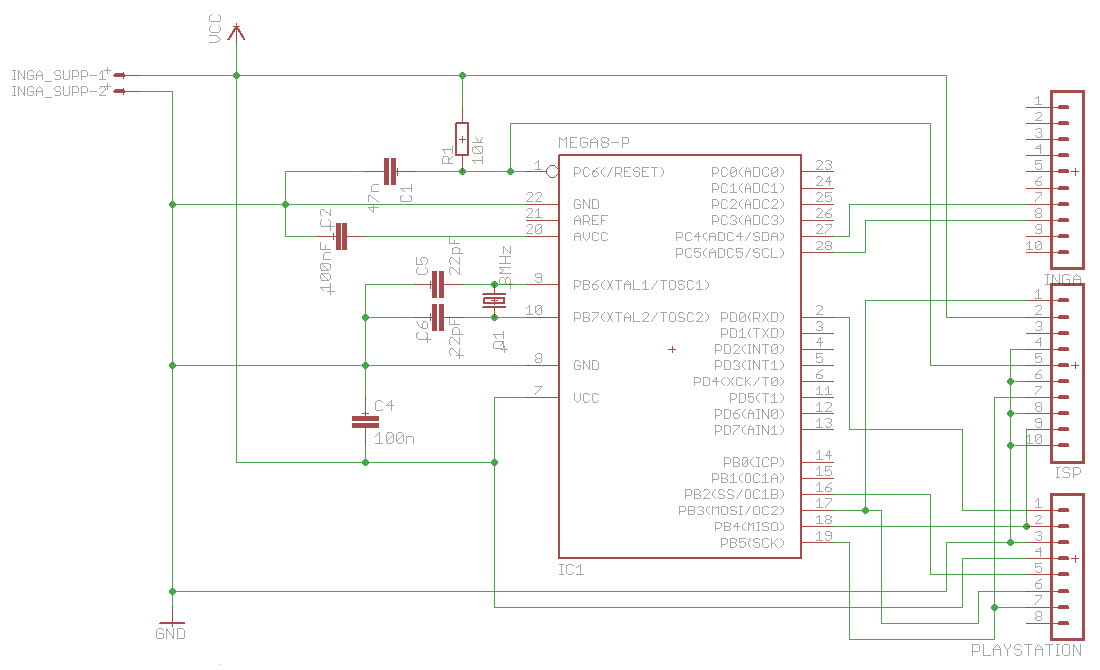 VCC
INGA_SUPP-1
INGA_SUPP-2
R1
10k
47n
C1
C2
100nF
C5
22pF
C6
22pF
8MHz
Q1
C4
100n
GND
MEGA8-P
1 PC6(/RESET)
22 GND
21 AREF
20 AVCC
9 PB6(XTAL1/TOSC1)
10 PB7(XTAL2/TOSC2)
8 GND
7 VCC
PC0(ADC0) 23
PC1(ADC1) 24
PC2(ADC2) 25
PC3(ADC3) 26
PC4(ADC4/SDA) 27
PC5(ADC5/SCL) 28
PD0(RXD) 2
PD1(TXD) 3
PD2(INT0) 4
PD3(INT1) 5
PD4(XCK/T0) 6
PD5(T1) 11
PD6(AIN0) 12
PD7(AIN1) 13
PB0(ICP) 14
PB1(OC1A) 15
PB2(SS/OC1B) 16
PB3(MOSI/OC2) 17
PB4(MISO) 18
PB5(SCK) 19
IC1
1
2
3
4
5
6
7
8
9
10
INGA
1
2
3
4
5
6
7
8
9
10
ISP
1
2
3
4
5
6
7
8
PLAYSTATION